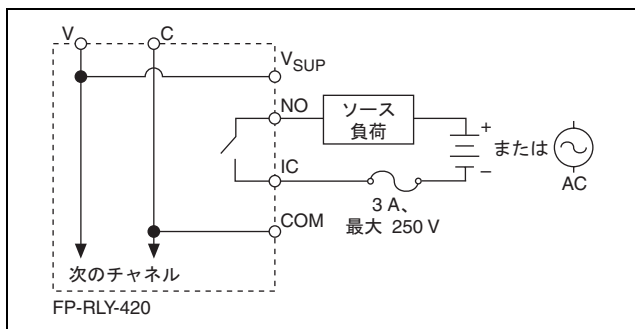 V
C
VSUP
NO
ソース
負荷
+
または
IC
−
AC
3 A、
最大 250 V
COM
次のチャネル
FP-RLY-420